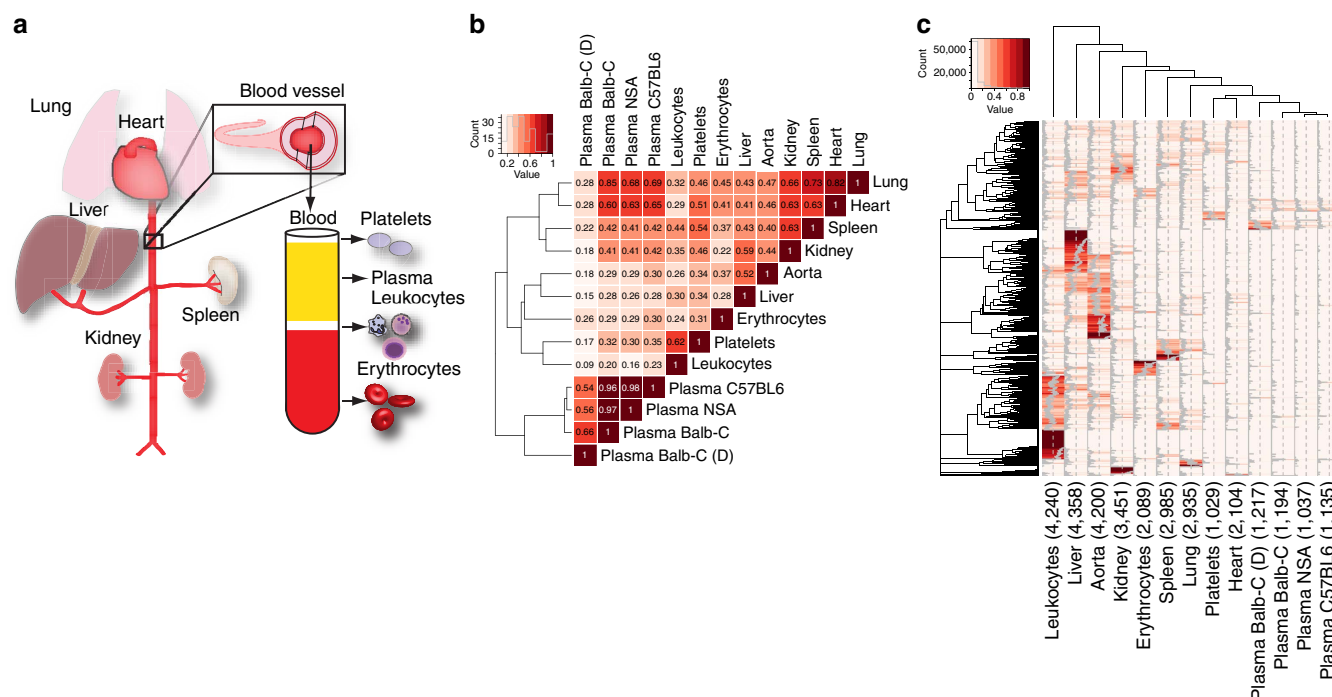 a
Lung
Heart
Blood vessel
Liver
Blood
Platelets
Plasma
Leukocytes
Spleen
Kidney
Erythrocytes
b
Plasma Balb-C (D)
Plasma Balb-C
Plasma NSA
Plasma C57BL6
Leukocytes
Platelets
Erythrocytes
Liver
Aorta
Kidney
Spleen
Heart
Lung
Count
30
15
0
0.2 0.6 1
Value
0.28 0.85 0.68 0.69 0.32 0.46 0.45 0.43 0.47 0.66 0.73 0.82 1 Lung
0.28 0.60 0.63 0.65 0.29 0.51 0.41 0.41 0.46 0.63 0.63 1 Heart
0.22 0.42 0.41 0.42 0.44 0.54 0.37 0.43 0.40 0.63 1 Spleen
0.18 0.41 0.41 0.42 0.35 0.46 0.22 0.59 0.44 1 Kidney
0.18 0.29 0.29 0.30 0.26 0.34 0.37 0.52 1 Aorta
0.15 0.28 0.26 0.28 0.30 0.34 0.28 1 Liver
0.26 0.29 0.29 0.30 0.24 0.31 1 Erythrocytes
0.17 0.32 0.30 0.35 0.62 1 Platelets
0.09 0.20 0.16 0.23 1 Leukocytes
0.54 0.96 0.98 1 Plasma C57BL6
0.56 0.97 1 Plasma NSA
0.66 1 Plasma Balb-C
1 Plasma Balb-C (D)
c
Count
50,000
20,000
0 0.4 0.8
Value
Leukocytes (4,240)
Liver (4,358)
Aorta (4,200)
Kidney (3,451)
Erythrocytes (2,089)
Spleen (2,985)
Lung (2,935)
Platelets (1,029)
Heart (2,104)
Plasma Balb-C (D) (1,217)
Plasma Balb-C (1,194)
Plasma NSA (1,037)
Plasma C57BL6 (1,135)